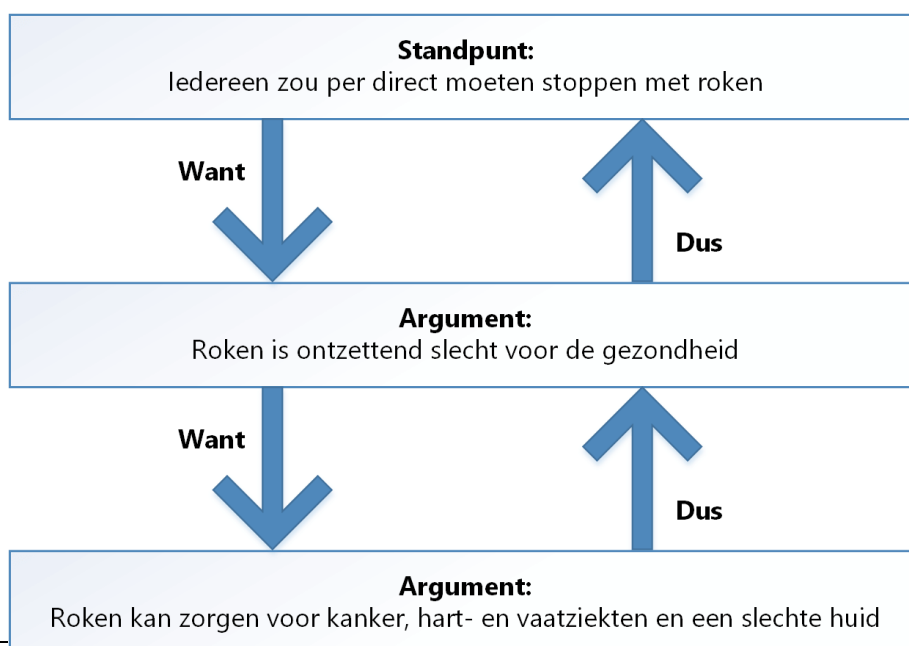 Standpunt:
Iedereen zou per direct moeten stoppen met roken
Want
Dus
Argument:
Roken is ontzettend slecht voor de gezondheid
Want
Dus
Argument:
Roken kan zorgen voor kanker, hart- en vaatziekten en een slechte huid